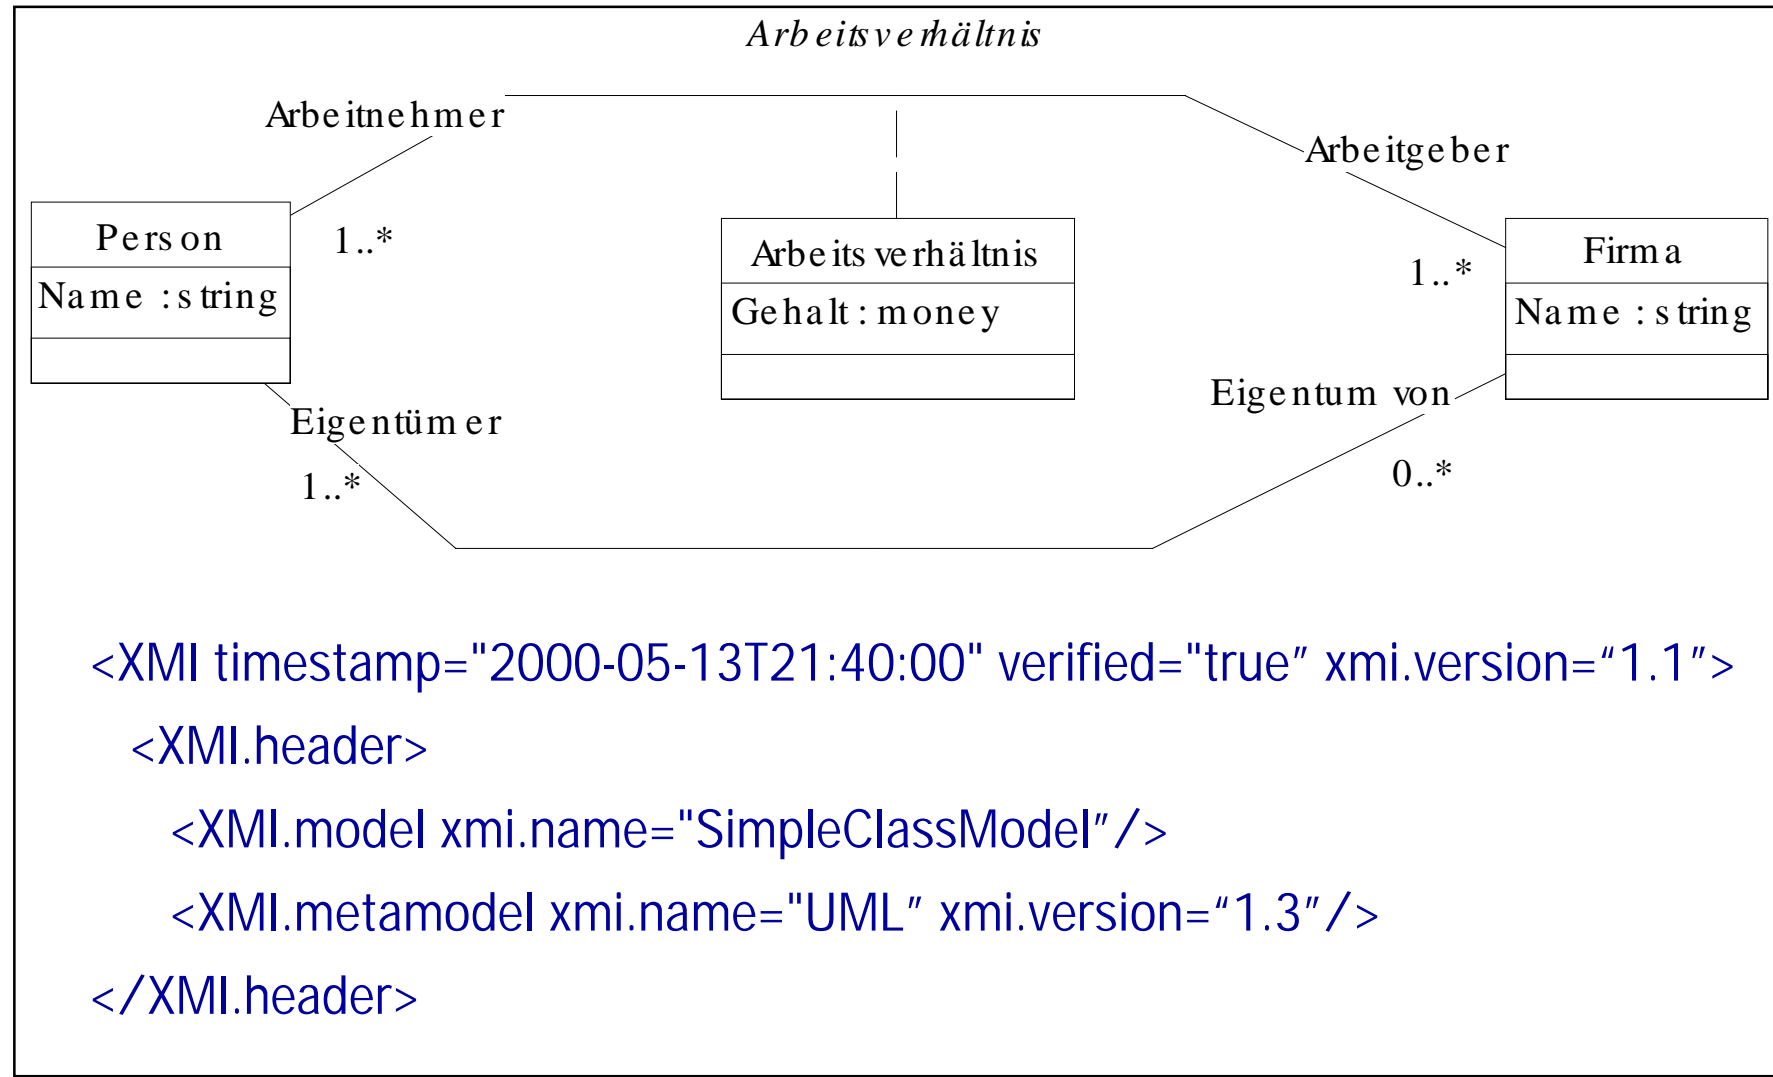 Arbeitsverhältnis
Arbeitnehmer
Arbeitgeber
Person
Name :string
1..*
Arbeitsverhältnis
Gehalt : money
1..*
Firma
Name : string
Eigentümer
1..*
Eigentum von
0..*
<XMI timestamp="2000-05-13T21:40:00" verified="true” xmi.version=“1.1”>
<XMI.header>
<XMI.model xmi.name="SimpleClassModel”/>
<XMI.metamodel xmi.name="UML” xmi.version=“1.3”/>
</XMI.header>